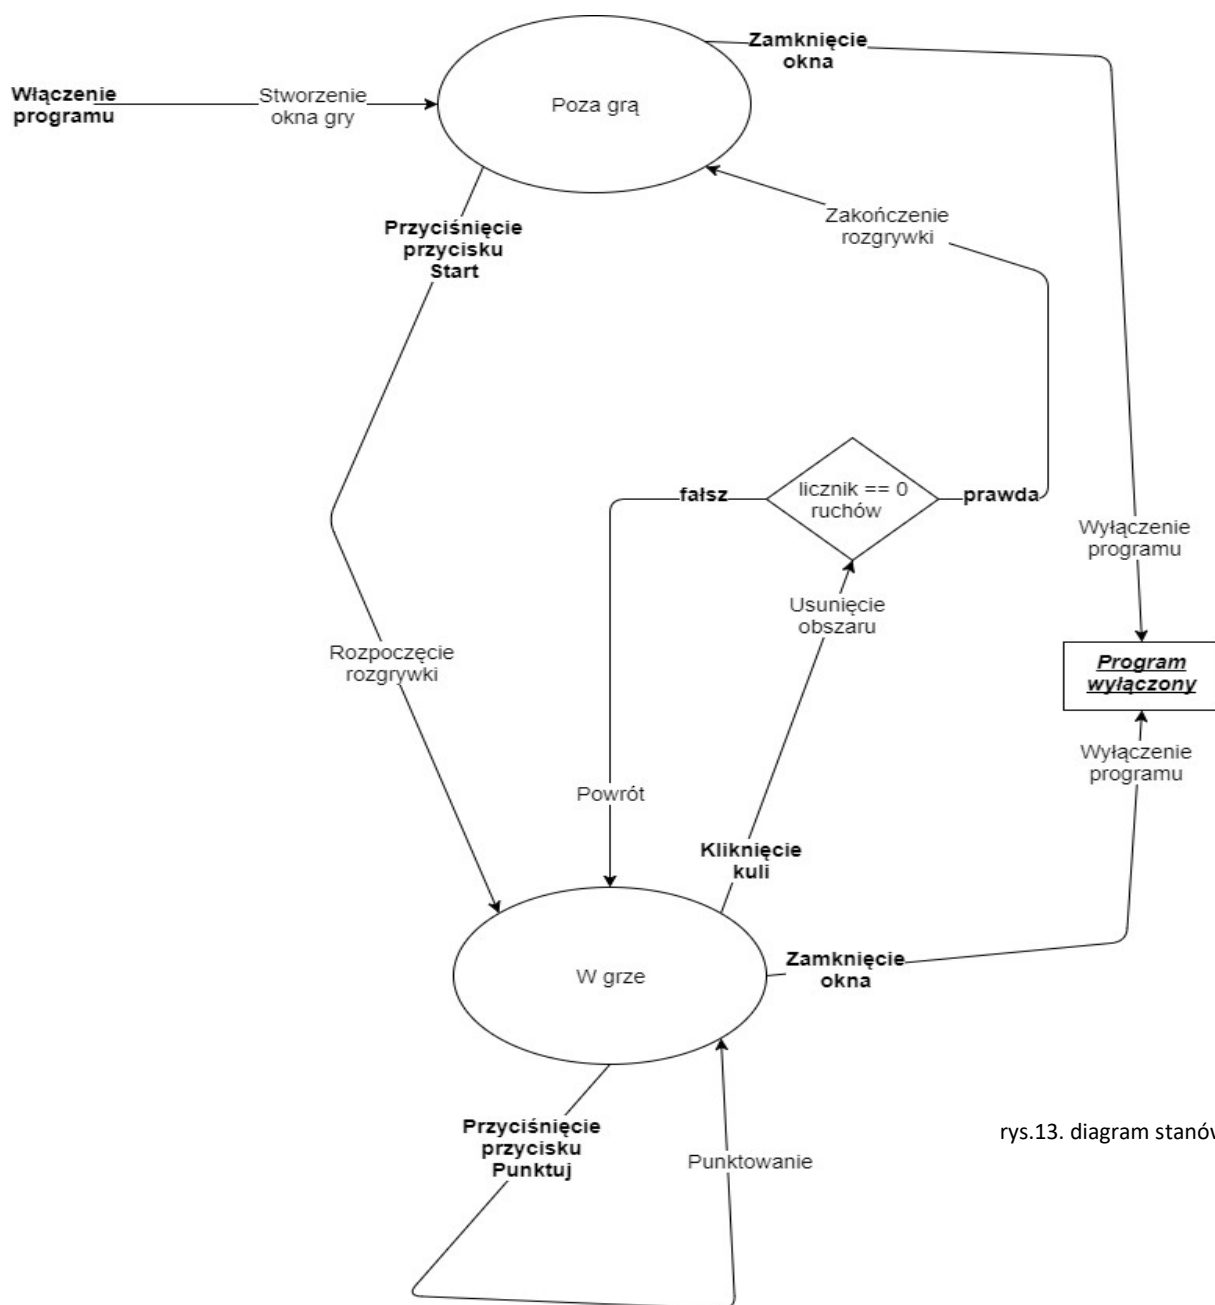 Zamknięcie
okna
Włączenie
programu
Stworzenie
okna gry
Poza grą
Przyciśnięcie
przycisku
Start
Zakończenie
rozgrywki
fałsz
licznik == 0
ruchów
prawda
Wyłączenie
programu
Usunięcie
obszaru
Rozpoczęcie
rozgrywki
Program
wyłączony
Wyłączenie
programu
Powrót
Kliknięcie
kuli
W grze
Zamknięcie
okna
Przyciśnięcie
przycisku
Punktuj
Punktowanie
rys.13. diagram stanów